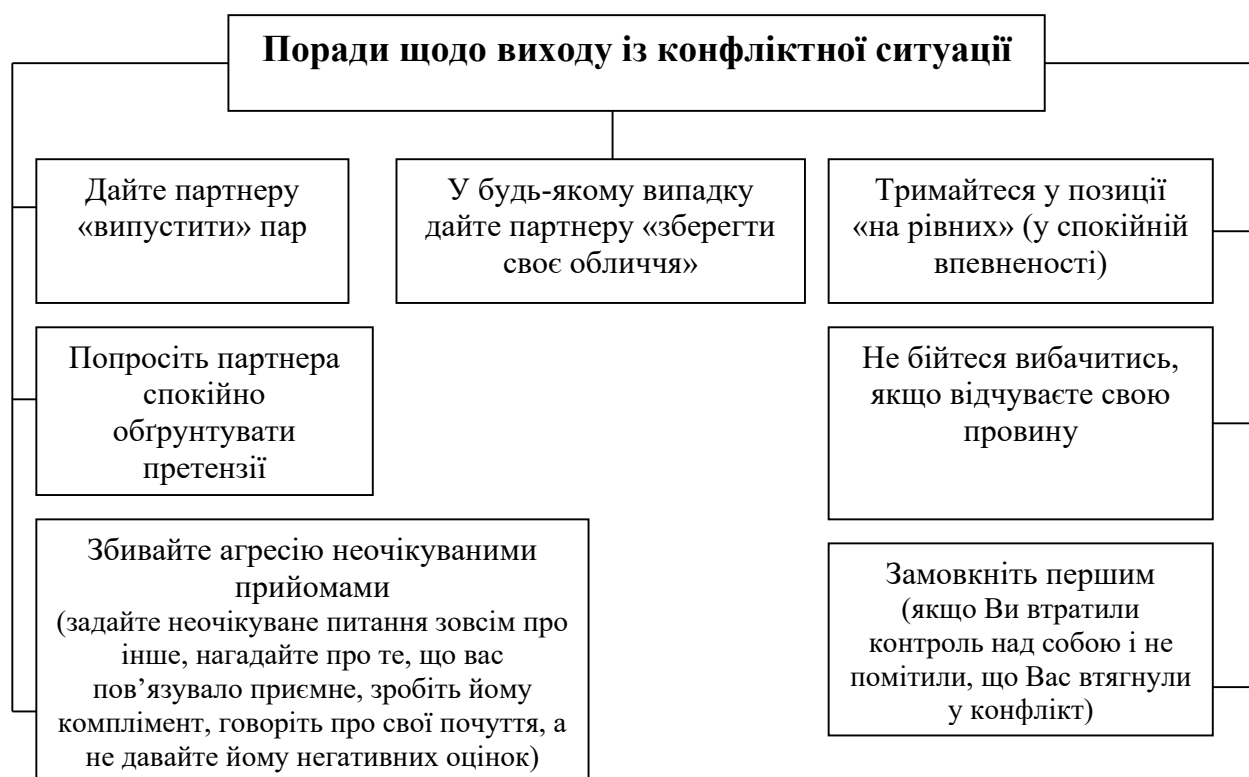 Поради щодо виходу із конфліктної ситуації
Дайте партнеру
«випустити» пар
У будь-якому випадку
дайте партнеру «зберегти
своє обличчя»
Тримайтеся у позиції
«на рівних» (у спокійній
впевненості)
Попросіть партнера
спокійно
обґрунтувати
претензії
Не бійтеся вибачитись,
якщо відчуваєте свою
провину
Збивайте агресію неочікуваними
прийомами
(задайте неочікуване питання зовсім про
інше, нагадайте про те, що вас
пов’язувало приємне, зробіть йому
комплімент, говоріть про свої почуття, а
не давайте йому негативних оцінок)
Замовкніть першим
(якщо Ви втратили
контроль над собою і не
помітили, що Вас втягнули
у конфлікт)